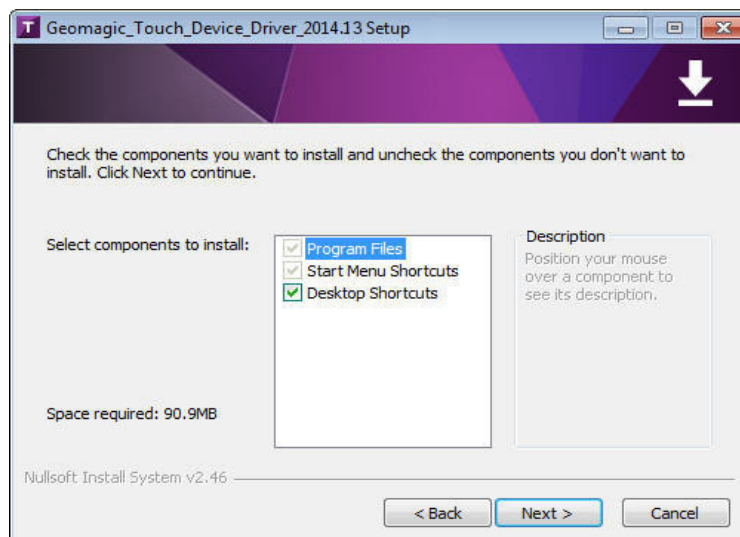 Geomagic_Touch_Device_Driver_2014.13 Setup
Check the components you want to install and uncheck the components you don't want to
install. Click Next to continue.
Select components to install:
Program Files
Start Menu Shortcuts
Desktop Shortcuts
Description
Position your mouse
over a component to
see its description.
Space required: 90.9MB
Nullsoft Install System v2.46
< Back
Next >
Cancel